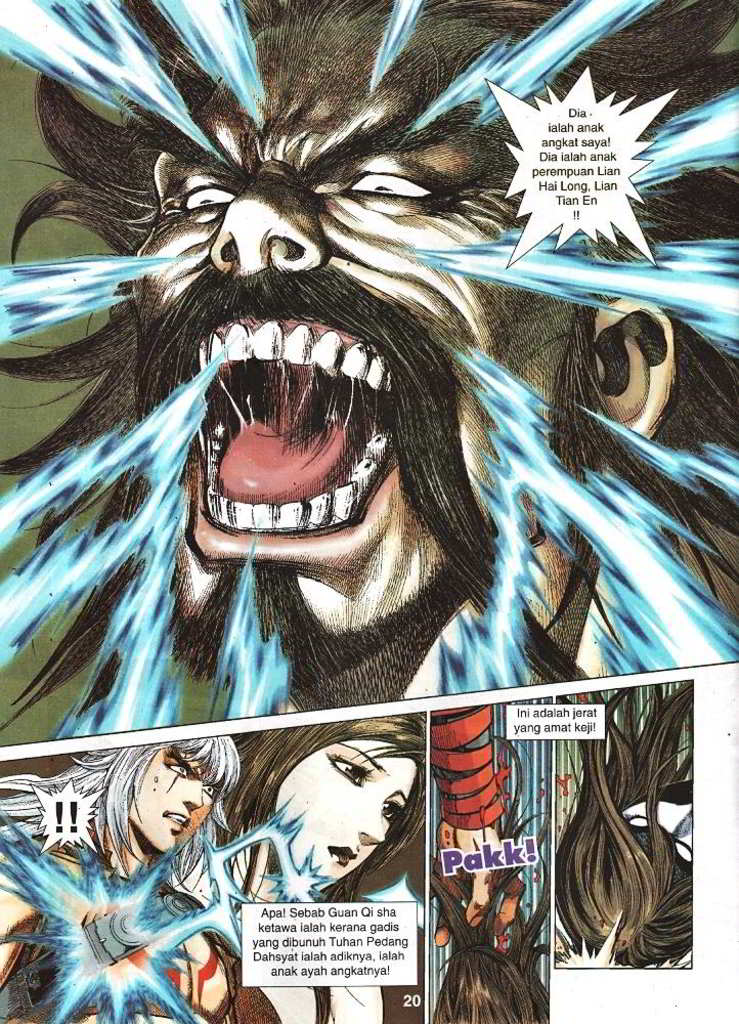 Dia
ialah anak
angkat saya!
Dia ialah anak
perempuan Lian
Hai Long, Lian
Tian En
!!
!!
Apa! Sebab Guan Qi sha
ketawa ialah kerana gadis
yang dibunuh Tuhan Pedang
Dahsyat ialah adiknya, ialah
anak ayah angkatnya!
Ini adalah jerat
yang amat keji!
Pakk!
20